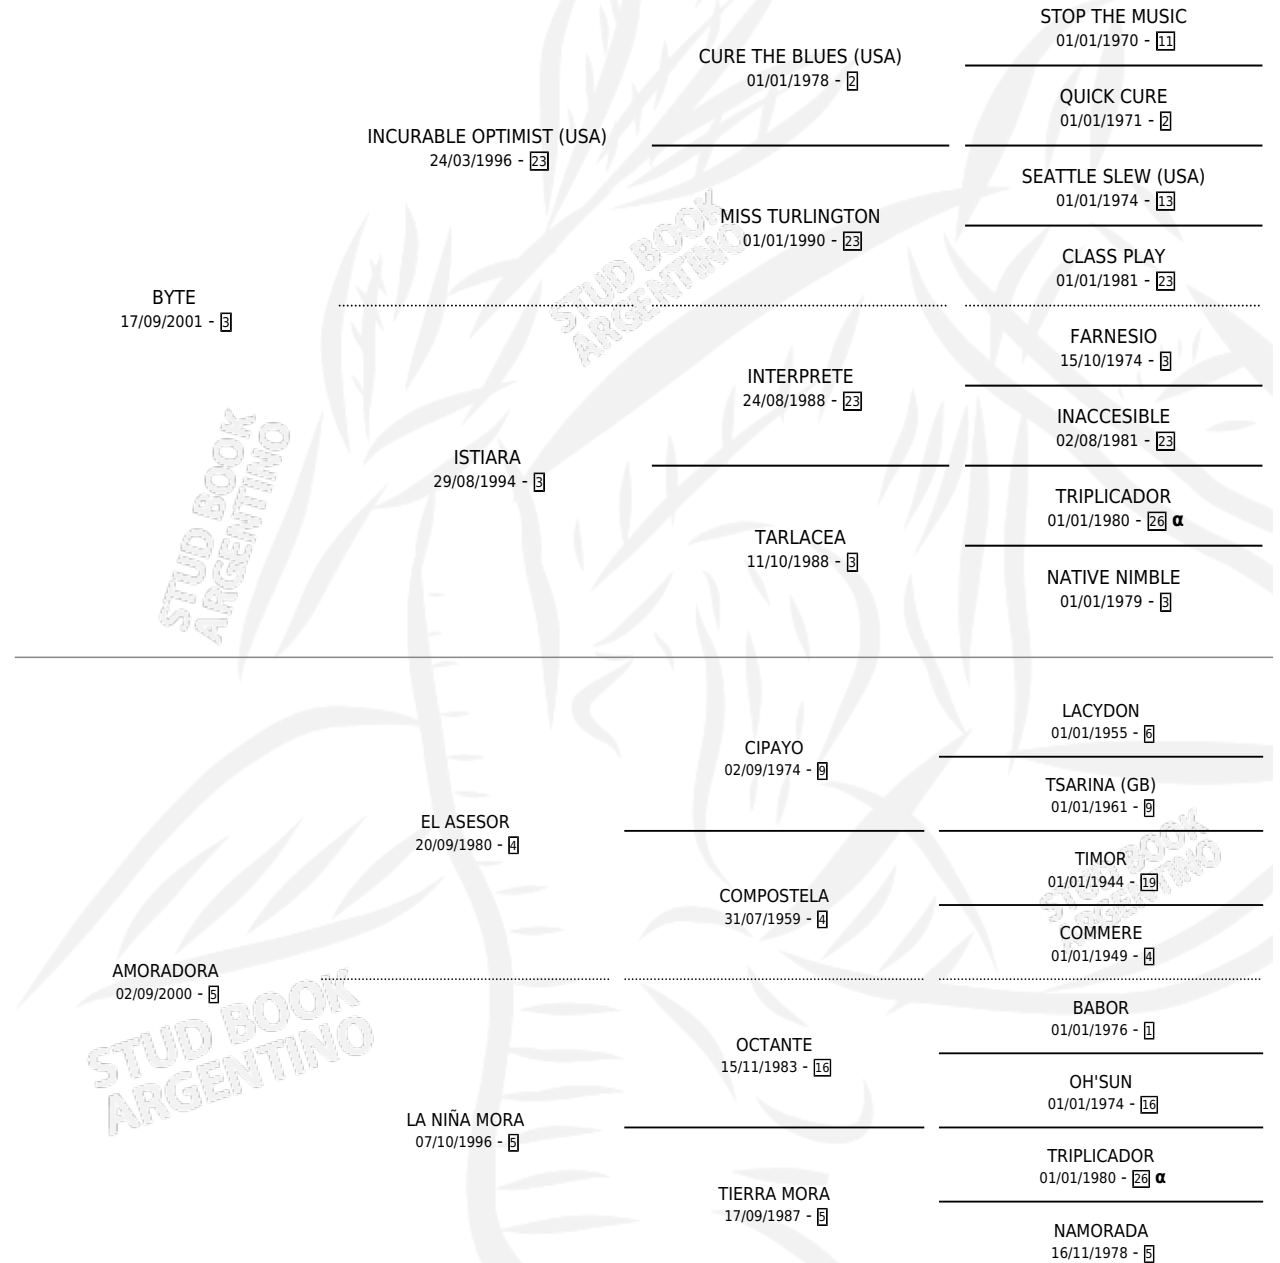 STOP THE MUSIC
01/01/1970 - 11
CURE THE BLUES (USA)
01/01/1978 - 2
QUICK CURE
01/01/1971 - 2
INCURABLE OPTIMIST (USA)
24/03/1996 - 23
SEATTLE SLEW (USA)
01/01/1974 - 13
MISS TURLINGTON
01/01/1990 - 23
CLASS PLAY
01/01/1981 - 23
BYTE
17/09/2001 - 3
FARNESIO
15/10/1974 - 3
INTERPRETE
24/08/1988 - 23
INACCESIBLE
02/08/1981 - 23
ISTIARA
29/08/1994 - 3
TRIPLICADOR
01/01/1980 - 26 α
TARLACEA
11/10/1988 - 3
NATIVE NIMBLE
01/01/1979 - 3
LACYDON
01/01/1955 - 6
CIPAYO
02/09/1974 - 9
TSARINA (GB)
01/01/1961 - 9
EL ASESOR
20/09/1980 - 4
TIMOR
01/01/1944 - 19
COMPOSTELA
31/07/1959 - 4
COMMERE
01/01/1949 - 4
AMORADORA
02/09/2000 - 5
BABOR
01/01/1976 - 1
OCTANTE
15/11/1983 - 16
OH'SUN
01/01/1974 - 16
LA NIÑA MORA
07/10/1996 - 5
TRIPLICADOR
01/01/1980 - 26 α
TIERRA MORA
17/09/1987 - 5
NAMORADA
16/11/1978 - 5
STUD BOOK
ARGENTINO
STUD BOOK
ARGENTINO
STUD BOOK
ARGENTINO
STUD BOOK
ARGENTINO